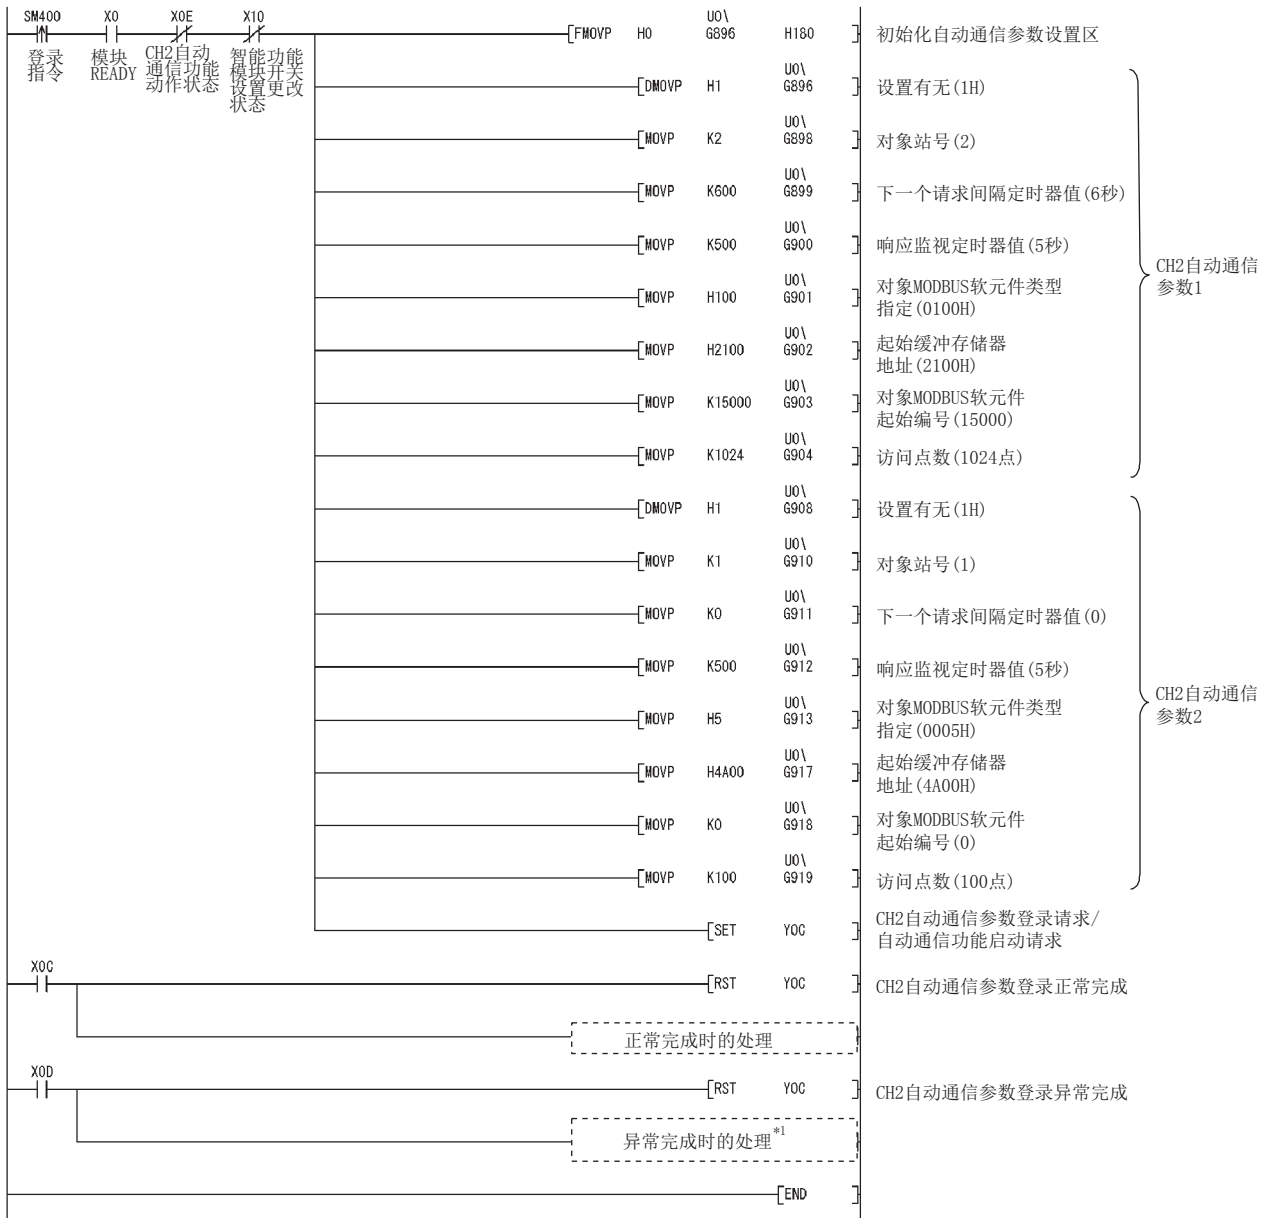 SM400 X0 X0E X10
登录
指令
模块
READY
CH2自动
通信功能
动作状态
智能功能
模块开关
设置更改
状态
U0\
FMOVP H0 G896 H180 初始化自动通信参数设置区
U0\
DMOVP H1 G896 设置有无(1H)
U0\
MOVP K2 G898 对象站号(2)
U0\
MOVP K600 G899 下一个请求间隔定时器值(6秒)
U0\
MOVP K500 G900 响应监视定时器值(5秒)
U0\
MOVP H100 G901 对象MODBUS软元件类型
指定(0100H)
U0\
MOVP H2100 G902 起始缓冲存储器
地址(2100H)
U0\
MOVP K15000 G903 对象MODBUS软元件
起始编号(15000)
U0\
MOVP K1024 G904 访问点数(1024点)
CH2自动通信
参数1
U0\
DMOVP H1 G908 设置有无(1H)
U0\
MOVP K1 G910 对象站号(1)
U0\
MOVP K0 G911 下一个请求间隔定时器值(0)
U0\
MOVP K500 G912 响应监视定时器值(5秒)
U0\
MOVP H5 G913 对象MODBUS软元件类型
指定(0005H)
U0\
MOVP H4A00 G917 起始缓冲存储器
地址(4A00H)
U0\
MOVP K0 G918 对象MODBUS软元件
起始编号(0)
U0\
MOVP K100 G919 访问点数(100点)
CH2自动通信
参数2
SET Y0C CH2自动通信参数登录请求/
自动通信功能启动请求
X0C
RST Y0C CH2自动通信参数登录正常完成
正常完成时的处理
X0D
RST Y0C CH2自动通信参数登录异常完成
异常完成时的处理*1
END